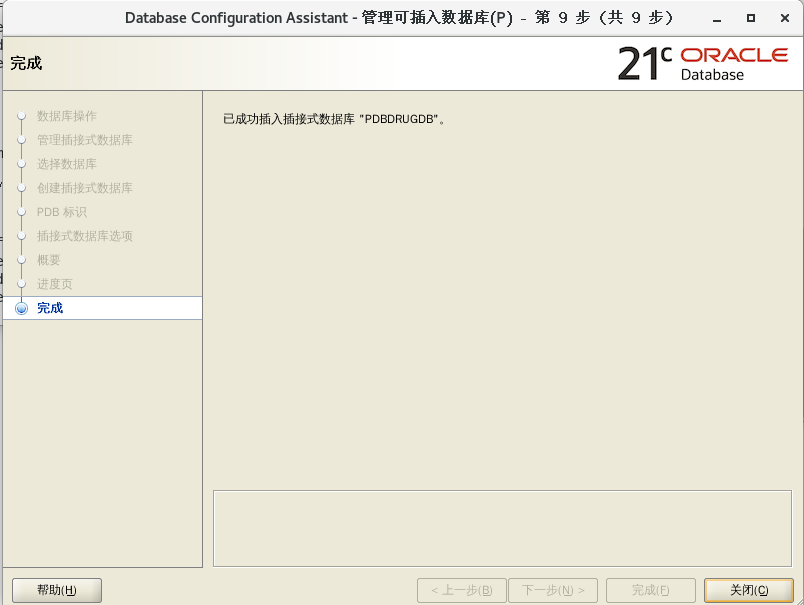 Database Configuration Assistant - 管理可插入数据库(P) - 第 9 步 (共 9 步)
完成
21c ORACLE
Database
数据库操作
管理插接式数据库
选择数据库
创建插接式数据库
PDB 标识
插接式数据库选项
概要
进度页
完成
已成功插入插接式数据库 "PDBDRUGDB"。
帮助(H)
< 上一步(B)
下一步(N) >
完成(F)
关闭(C)